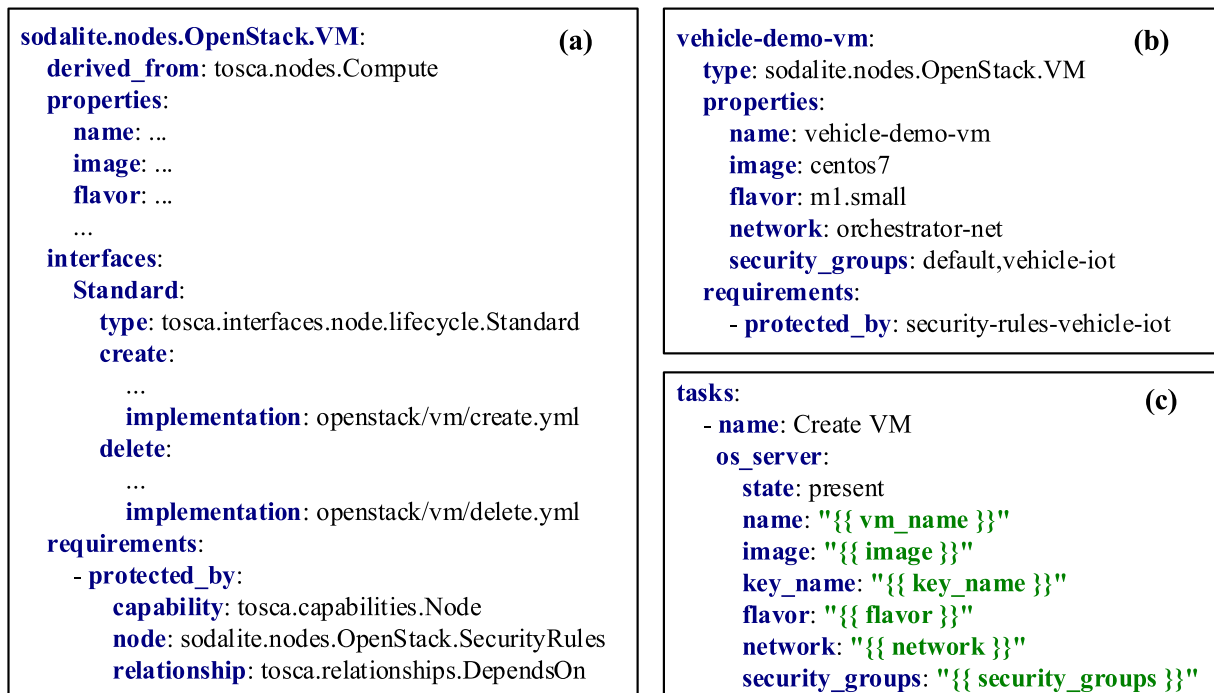 sodalite.nodes.OpenStack.VM: (a)
derived_from: tosca.nodes.Compute
properties:
name: ...
image: ...
flavor: ...
...
interfaces:
Standard:
type: tosca.interfaces.node.lifecycle.Standard
create:
...
implementation: openstack/vm/create.yml
delete:
...
implementation: openstack/vm/delete.yml
requirements:
- protected_by:
capability: tosca.capabilities.Node
node: sodalite.nodes.OpenStack.SecurityRules
relationship: tosca.relationships.DependsOn
vehicle-demo-vm: (b)
type: sodalite.nodes.OpenStack.VM
properties:
name: vehicle-demo-vm
image: centos7
flavor: m1.small
network: orchestrator-net
security_groups: default,vehicle-iot
requirements:
- protected_by: security-rules-vehicle-iot
tasks: (c)
- name: Create VM
os_server:
state: present
name: "{{ vm_name }}"
image: "{{ image }}"
key_name: "{{ key_name }}"
flavor: "{{ flavor }}"
network: "{{ network }}"
security_groups: "{{ security_groups }}"